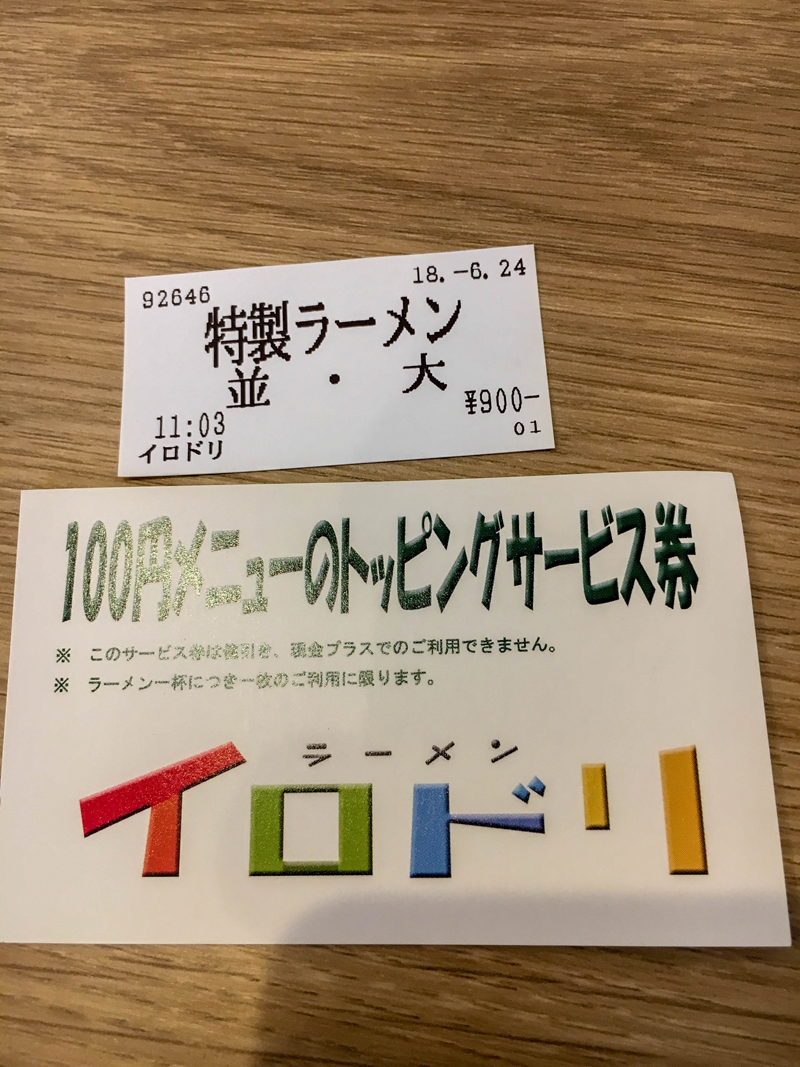 92646 18.-6.24
特製ラーメン
並・大
¥900-
11:03 01
イロドリ
100円メニューのトッピングサービス券
※ このサービス券は値引き、現金プラスでのご利用できません。
※ ラーメン一杯につき一枚のご利用に限ります。
ラーメン
イロドリ